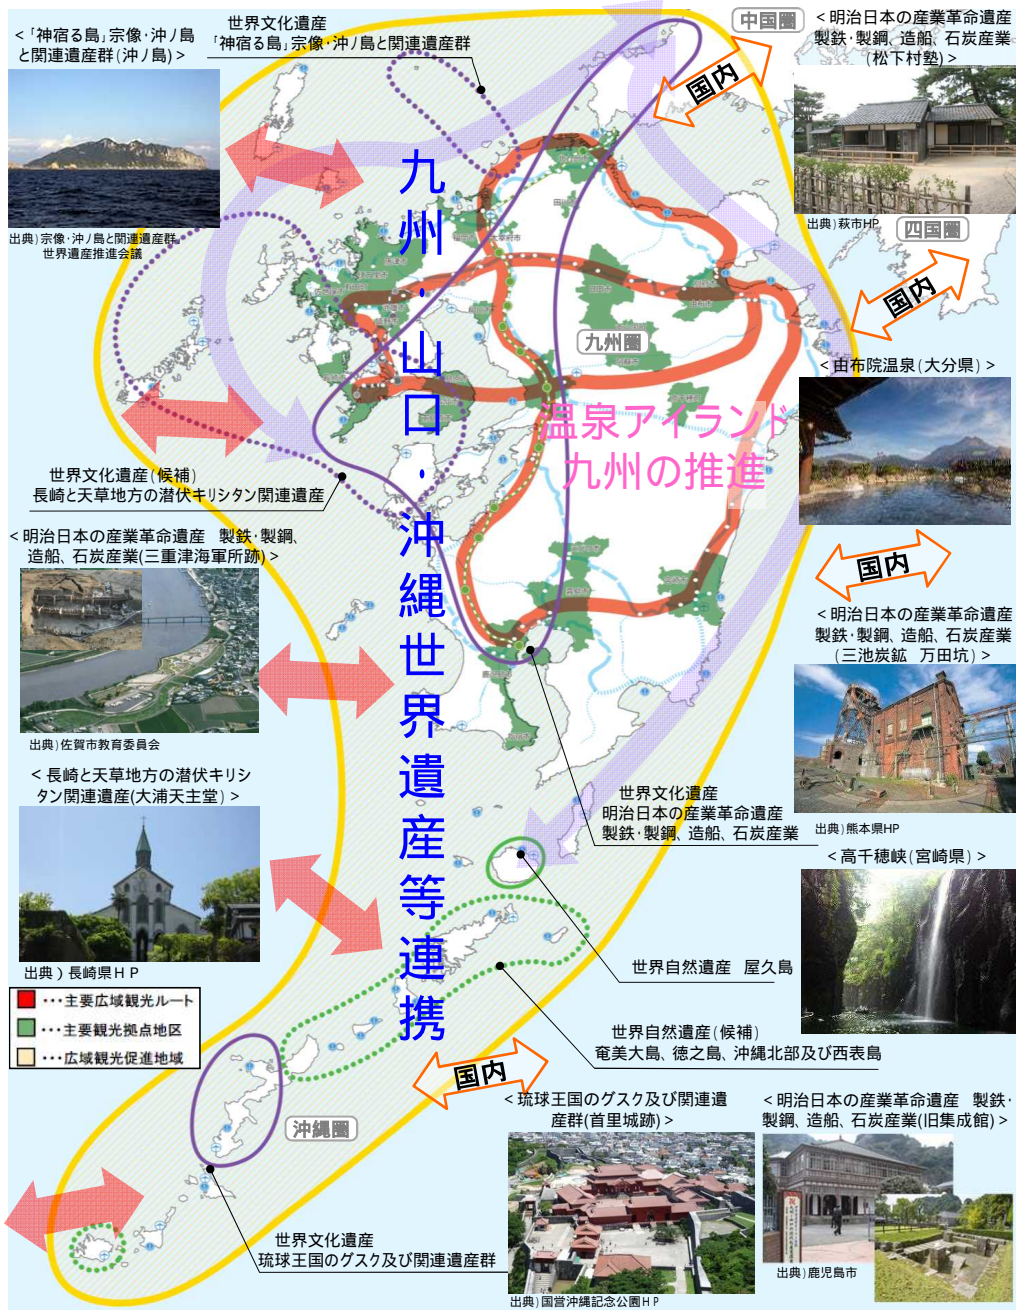 <「神宿る島」宗像・沖ノ島
と関連遺産群(沖ノ島)>
出典)宗像・沖ノ島と関連遺産群
世界遺産推進会議
世界文化遺産
「神宿る島」宗像・沖ノ島と関連遺産群
中国圏
国内
<明治日本の産業革命遺産
製鉄・製鋼、造船、石炭産業
(松下村塾)>
出典)萩市HP
四国圏
国内
九州・山口・沖縄世界遺産等連携
九州圏
温泉アイランド
九州の推進
<由布院温泉(大分県)>
世界文化遺産(候補)
長崎と天草地方の潜伏キリシタン関連遺産
<明治日本の産業革命遺産 製鉄・製鋼、
造船、石炭産業(三重津海軍所跡)>
出典)佐賀市教育委員会
国内
<明治日本の産業革命遺産
製鉄・製鋼、造船、石炭産業
(三池炭鉱 万田坑)>
出典)熊本県HP
<長崎と天草地方の潜伏キリシ
タン関連遺産(大浦天主堂)>
出典)長崎県HP
世界文化遺産
明治日本の産業革命遺産
製鉄・製鋼、造船、石炭産業
<高千穂峡(宮崎県)>
世界自然遺産 屋久島
世界自然遺産(候補)
奄美大島、徳之島、沖縄北部及び西表島
・・・主要広域観光ルート
・・・主要観光拠点地区
・・・広域観光促進地域
国内
沖縄圏
世界文化遺産
琉球王国のグスク及び関連遺産群
<琉球王国のグスク及び関連遺
産群(首里城跡)>
出典)国営沖縄記念公園HP
<明治日本の産業革命遺産 製鉄・
製鋼、造船、石炭産業(旧集成館)>
出典)鹿児島市